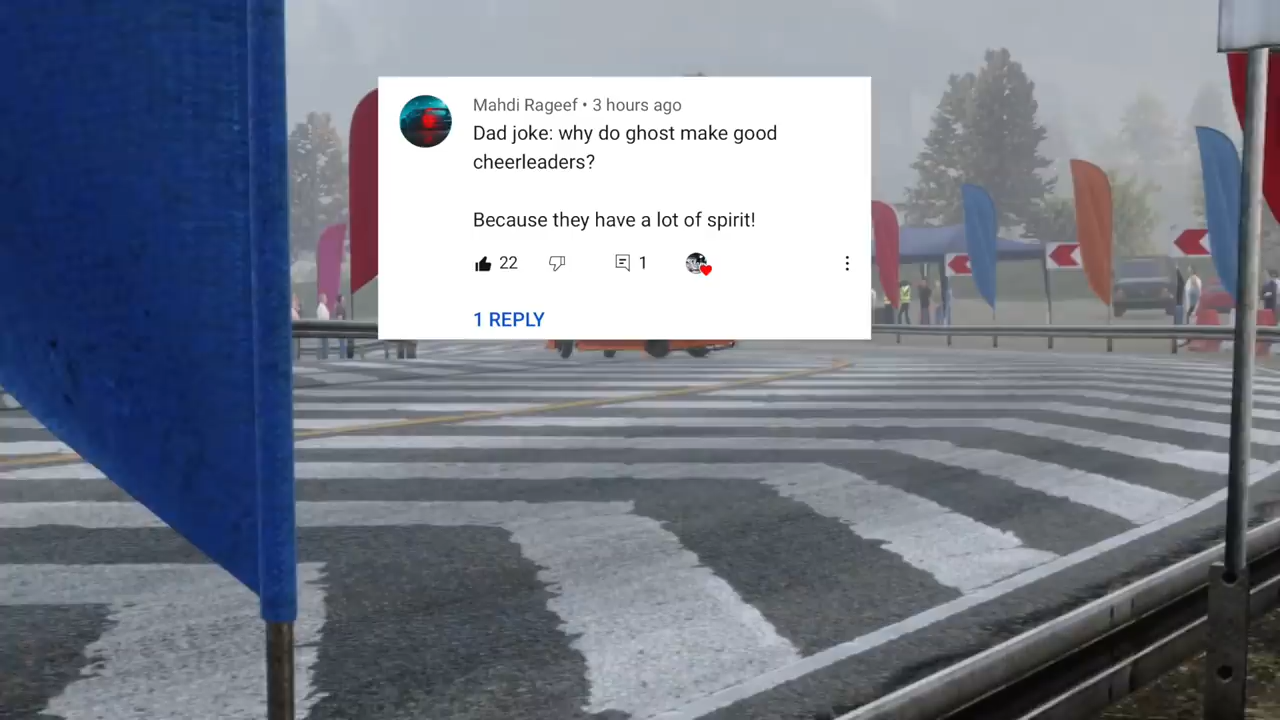 Mahdi Rageef • 3 hours ago
Dad joke: why do ghost make good
cheerleaders?
Because they have a lot of spirit!
22
1
1 REPLY